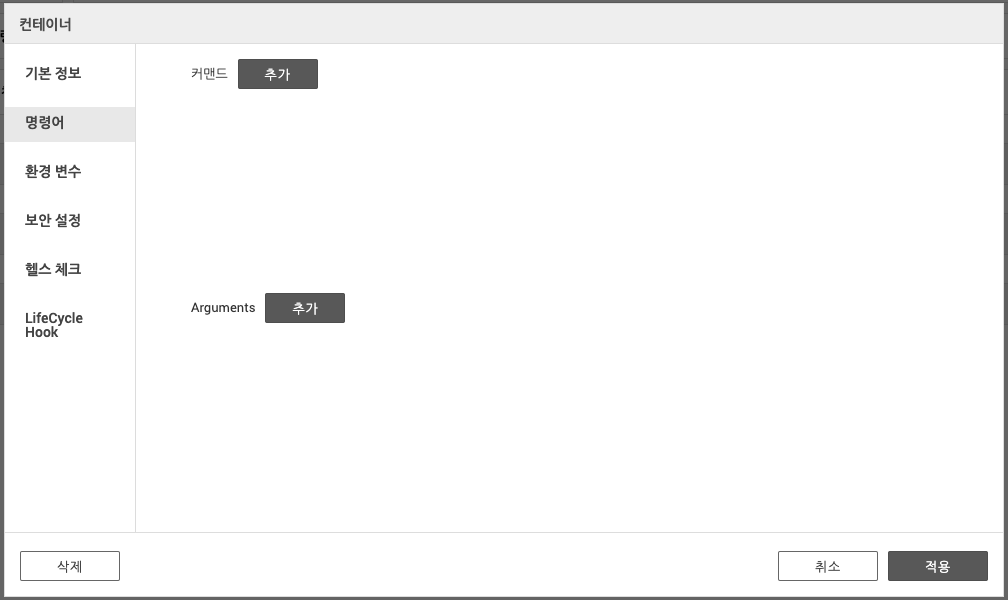 컨테이너
기본 정보
명령어
환경 변수
보안 설정
헬스 체크
LifeCycle
Hook
커맨드 추가
Arguments 추가
삭제 취소 적용